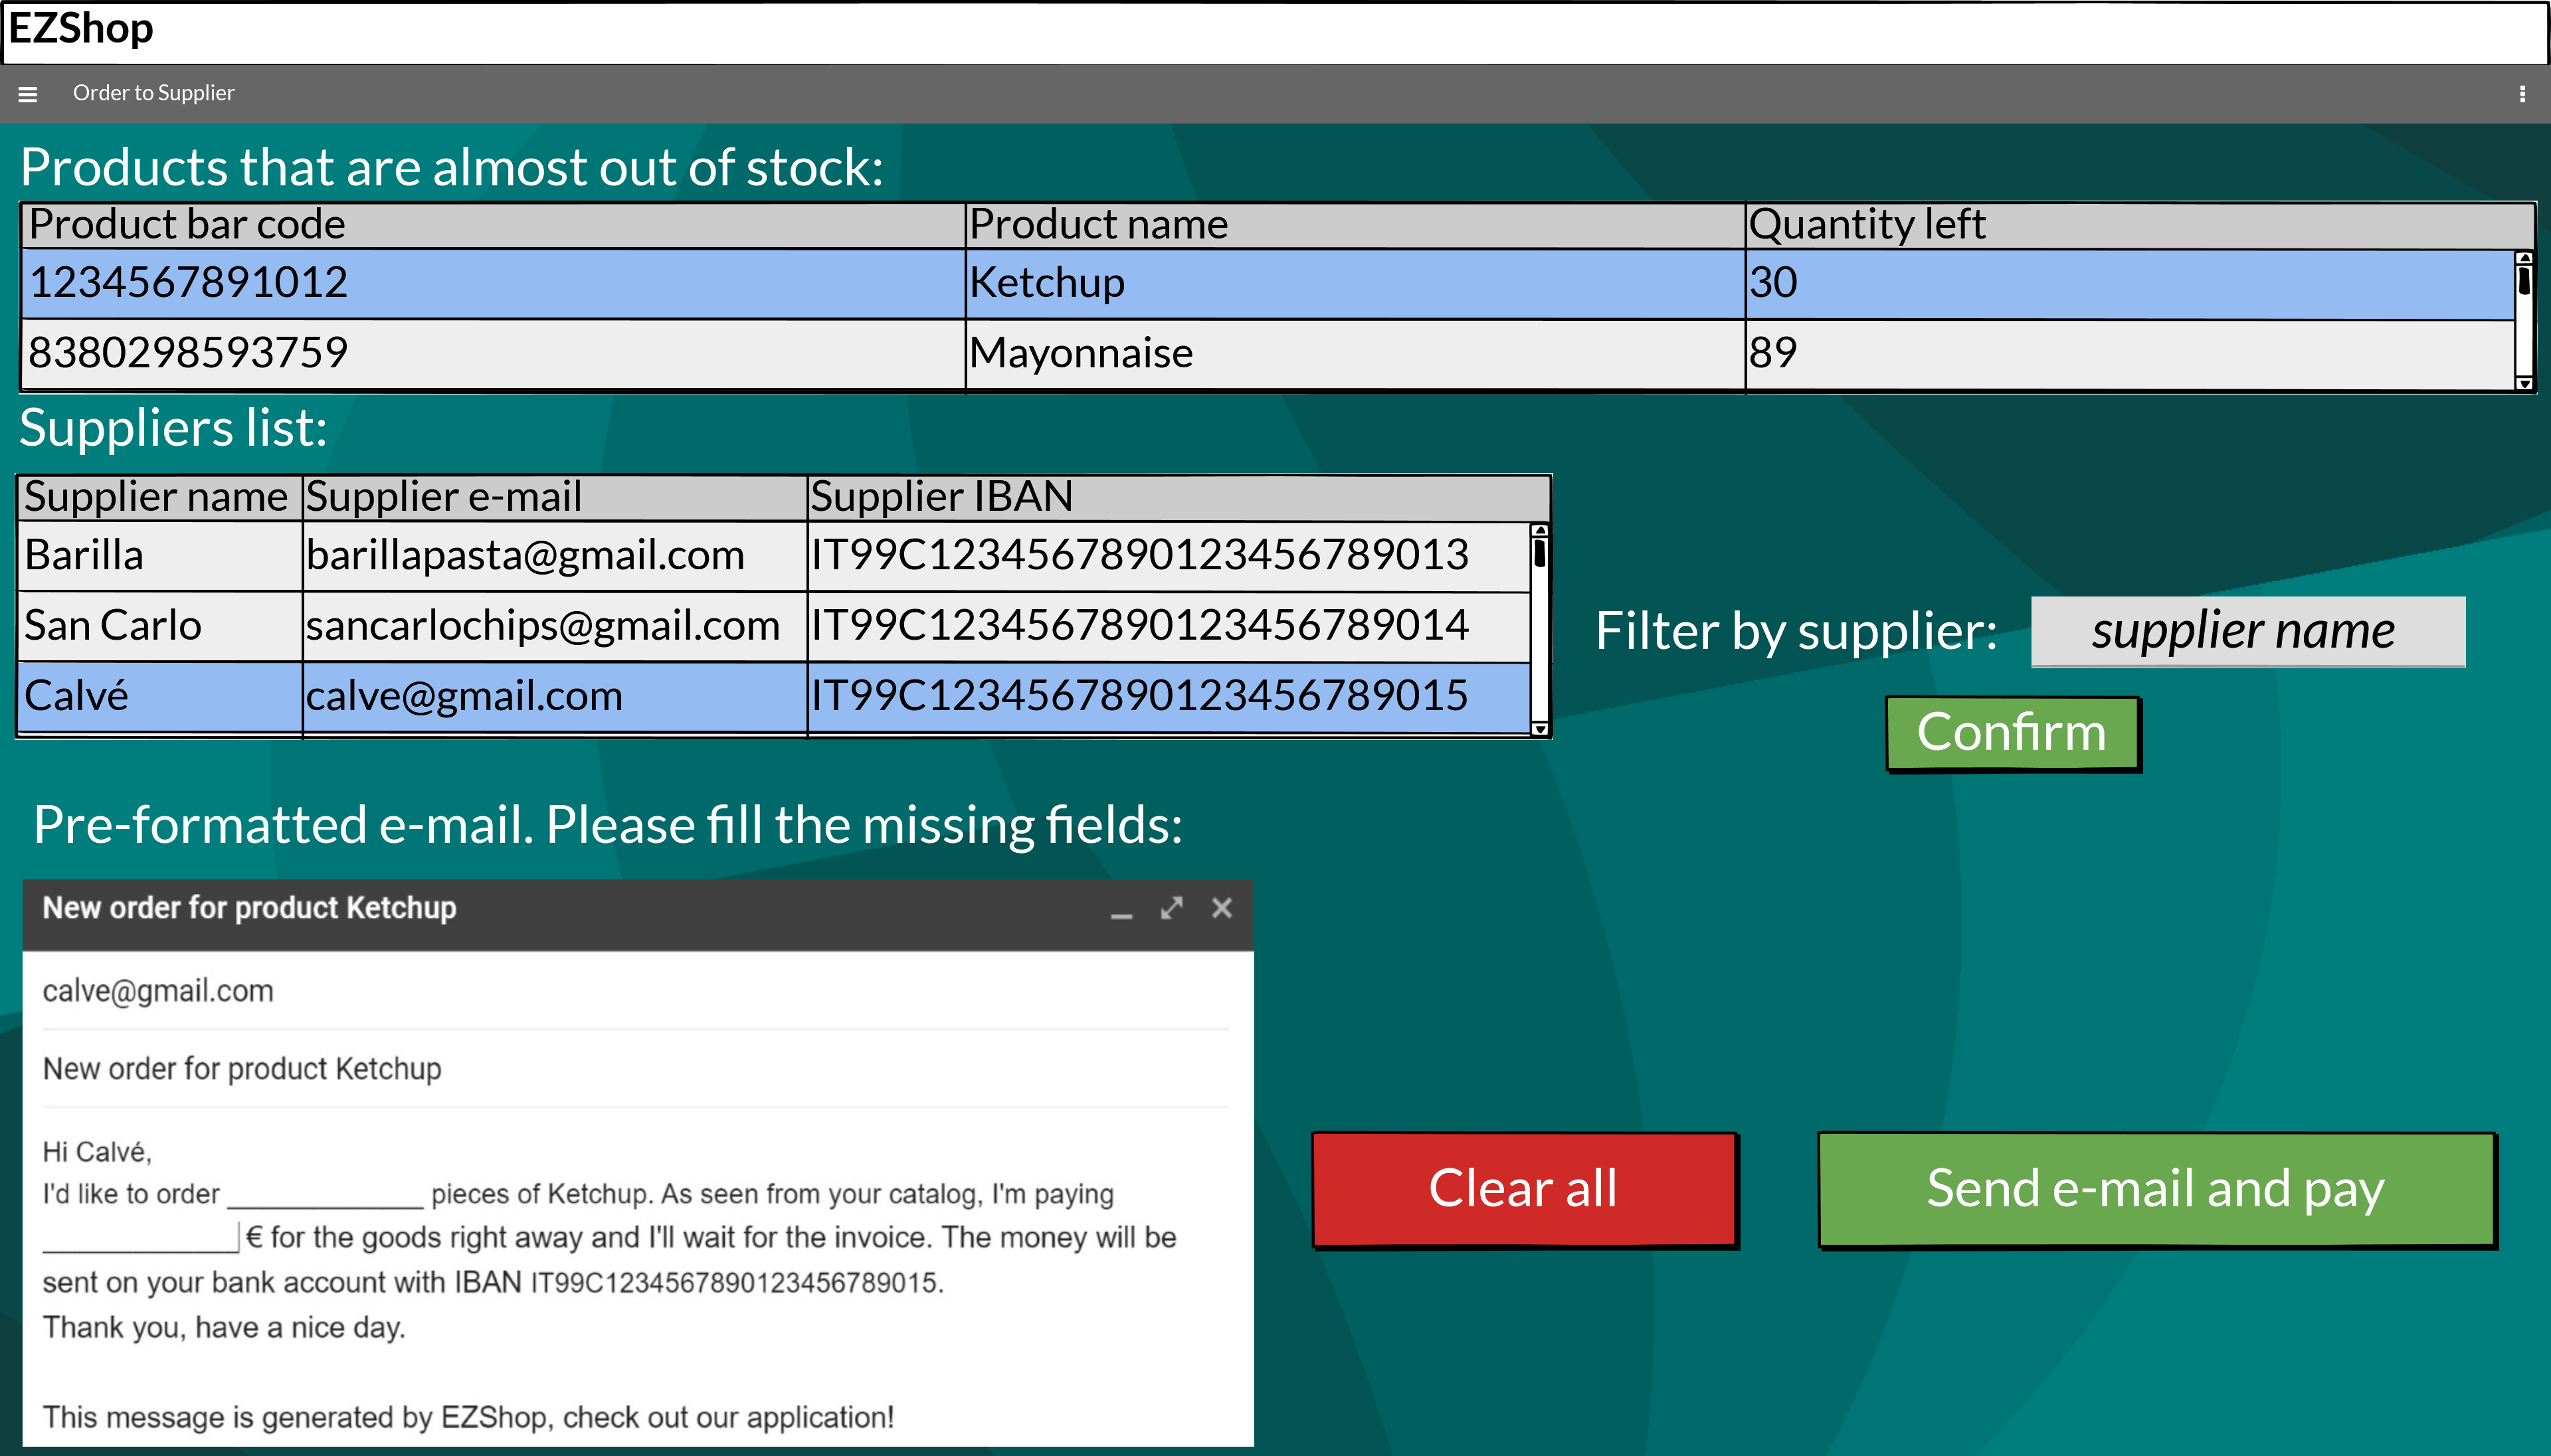 EZShop
Order to Supplier
Products that are almost out of stock:
Product bar code Product name Quantity left
1234567891012 Ketchup 30
8380298593759 Mayonnaise 89
Suppliers list:
Supplier name Supplier e-mail Supplier IBAN
Barilla barillapasta@gmail.com IT99C1234567890123456789013
San Carlo sancarlochips@gmail.com IT99C1234567890123456789014
Calvé calve@gmail.com IT99C1234567890123456789015
Filter by supplier: supplier name
Confirm
Pre-formatted e-mail. Please fill the missing fields:
New order for product Ketchup
calve@gmail.com
New order for product Ketchup
Hi Calvé,
I'd like to order _____________ pieces of Ketchup. As seen from your catalog, I'm paying
_____________ € for the goods right away and I'll wait for the invoice. The money will be
sent on your bank account with IBAN IT99C1234567890123456789015.
Thank you, have a nice day.
This message is generated by EZShop, check out our application!
Clear all
Send e-mail and pay